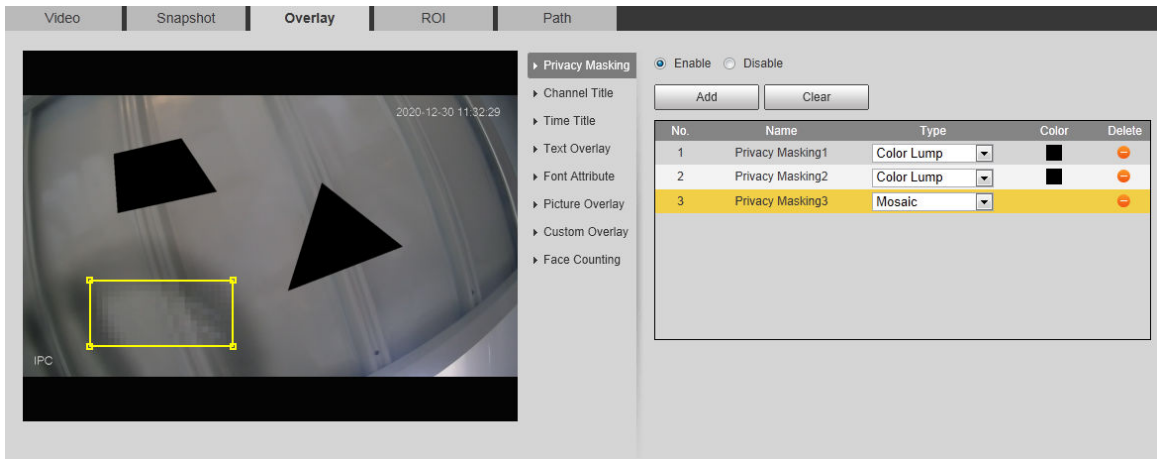 Video Snapshot Overlay ROI Path
2020-12-30 11:32:29
IPC
Privacy Masking
Channel Title
Time Title
Text Overlay
Font Attribute
Picture Overlay
Custom Overlay
Face Counting
Enable Disable
Add Clear
No. Name Type Color Delete
1 Privacy Masking1 Color Lump
2 Privacy Masking2 Color Lump
3 Privacy Masking3 Mosaic